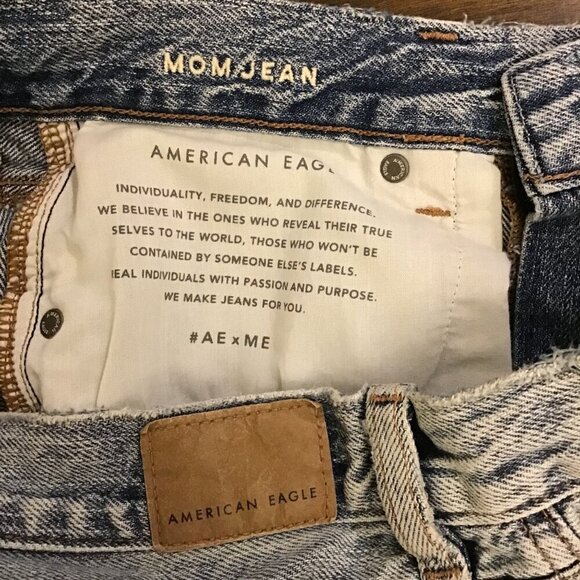 MOM JEAN
AMERICAN
INDIVIDUALITY, FREEDOM, AND DIFFERENCE.
WE BELIEVE IN THE ONES WHO REVEAL THEIR TRUE
SELVES TO THE WORLD, THOSE WHO WON'T BE
CONTAINED BY SOMEONE ELSE'S LABELS.
INDIVIDUALS WITH PASSION AND PURPOSE.
WE MAKE JEANS FOR YOU.
#AE x ME
AMERICAN EAGLE